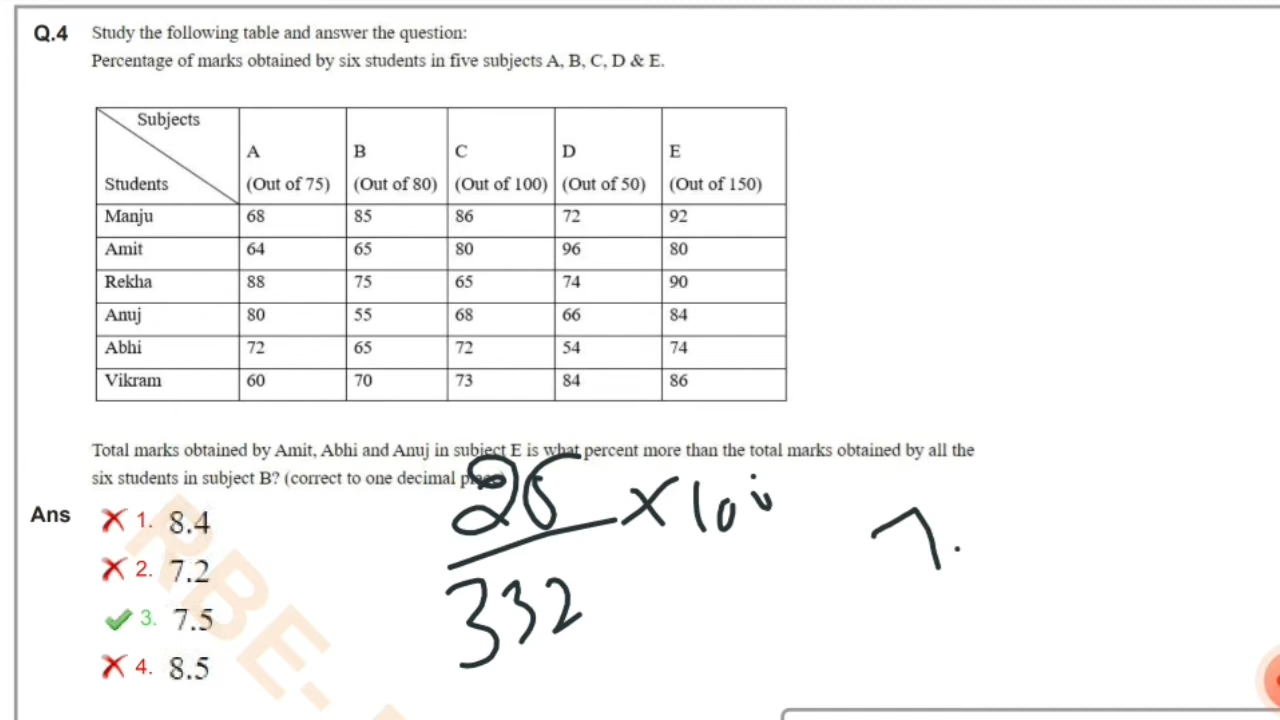 Q.4 Study the following table and answer the question:
Percentage of marks obtained by six students in five subjects A, B, C, D & E.
Subjects
Students
A (Out of 75) B (Out of 80) C (Out of 100) D (Out of 50) E (Out of 150)
Manju 68 85 86 72 92
Amit 64 65 80 96 80
Rekha 88 75 65 74 90
Anuj 80 55 68 66 84
Abhi 72 65 72 54 74
Vikram 60 70 73 84 86
Total marks obtained by Amit, Abhi and Anuj in subject E is what percent more than the total marks obtained by all the
six students in subject B? (correct to one decimal place)
Ans 1. 8.4
2. 7.2
3. 7.5
4. 8.5
×100
332
7.
RBE-